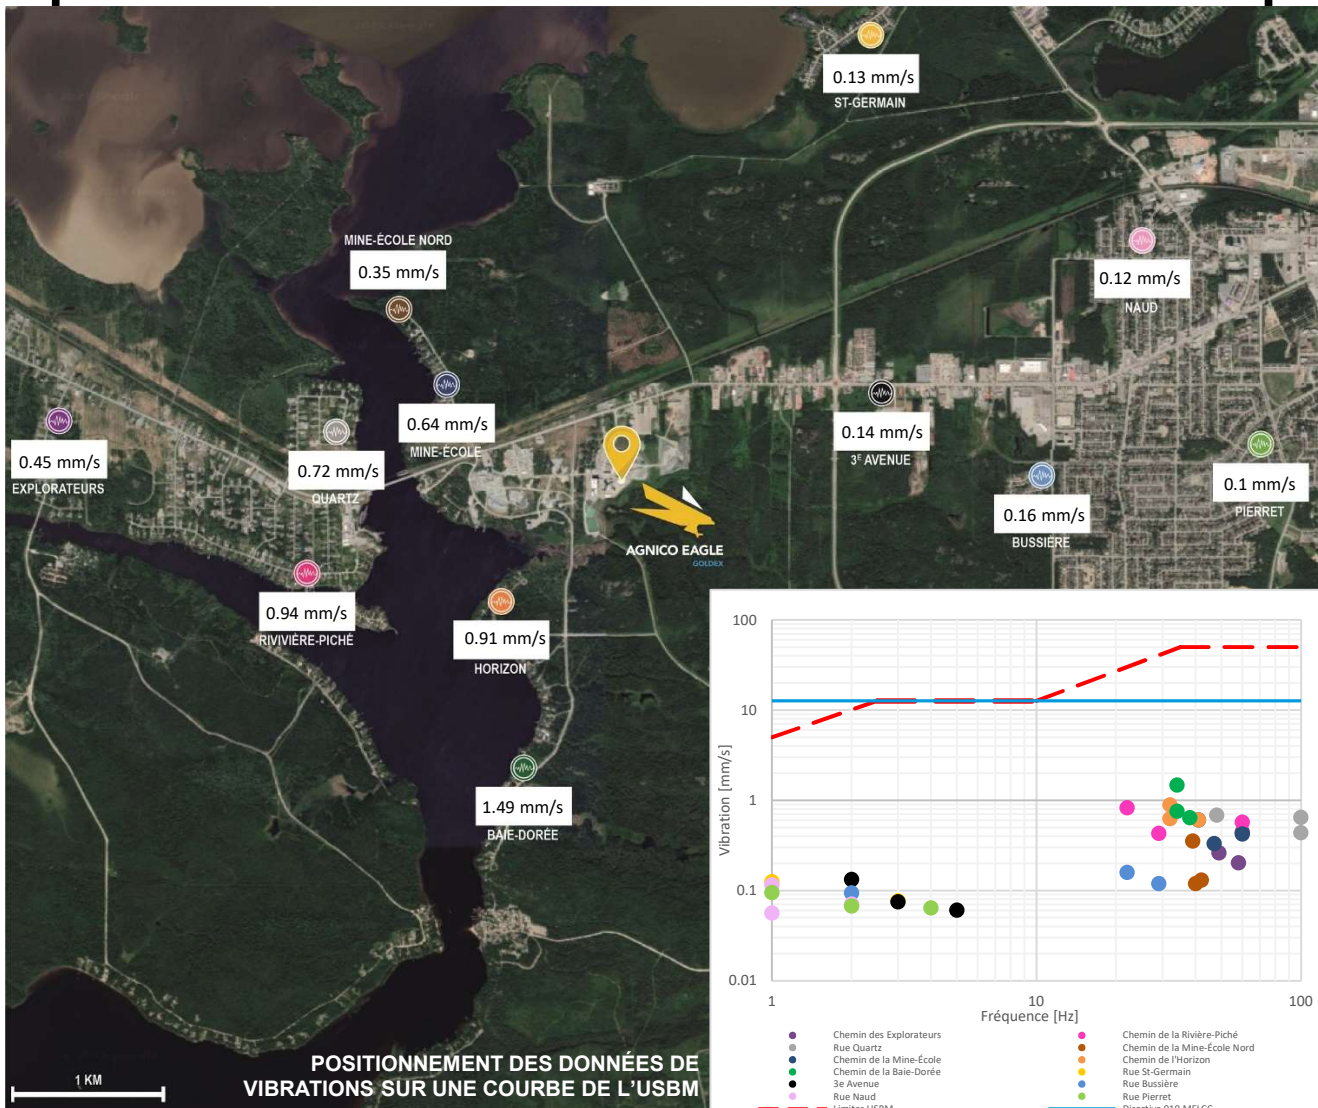 0.13 mm/s
ST-GERMAIN
MINE-ÉCOLE NORD
0.35 mm/s
0.12 mm/s
NAUD
0.64 mm/s
MINE-ÉCOLE
0.45 mm/s
EXPLORATEURS
0.72 mm/s
QUARTZ
0.14 mm/s
3E AVENUE
0.16 mm/s
BUSSIÈRE
0.1 mm/s
PIERRET
AGNICO EAGLE
GOLDEX
0.94 mm/s
RIVIVIÈRE-PICHÉ
0.91 mm/s
HORIZON
1.49 mm/s
BAIE-DORÉE
POSITIONNEMENT DES DONNÉES DE
VIBRATIONS SUR UNE COURBE DE L'USBM
1 KM
100
10
1
0.1
0.01
Vibration [mm/s]
1
10
100
Fréquence [Hz]
Chemin des Explorateurs
Chemin de la Rivière-Piché
Rue Quartz
Chemin de la Mine-École Nord
Chemin de la Mine-École
Chemin de l'Horizon
Chemin de la Baie-Dorée
Rue St-Germain
3e Avenue
Rue Bussière
Rue Naud
Rue Pierret
Limites USBM
Directive 019 MELCC